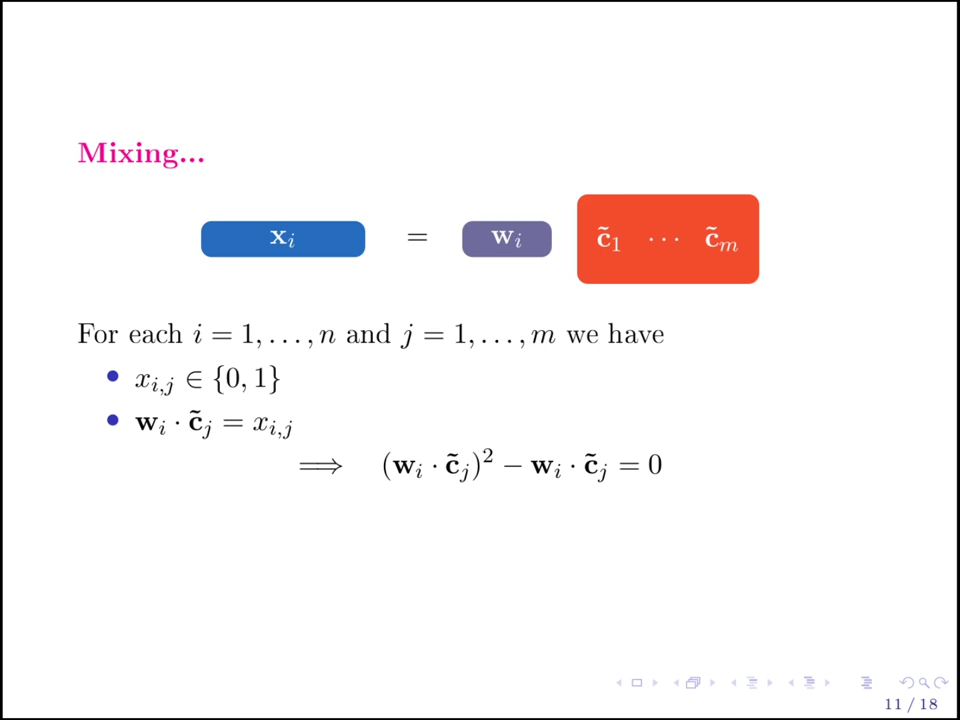 Mixing...
x_i = w_i c̃_1 ··· c̃_m
For each i = 1, . . . , n and j = 1, . . . , m we have
• x_{i,j} ∈ {0, 1}
• w_i · c̃_j = x_{i,j}
⟹ (w_i · c̃_j)² − w_i · c̃_j = 0
11 / 18